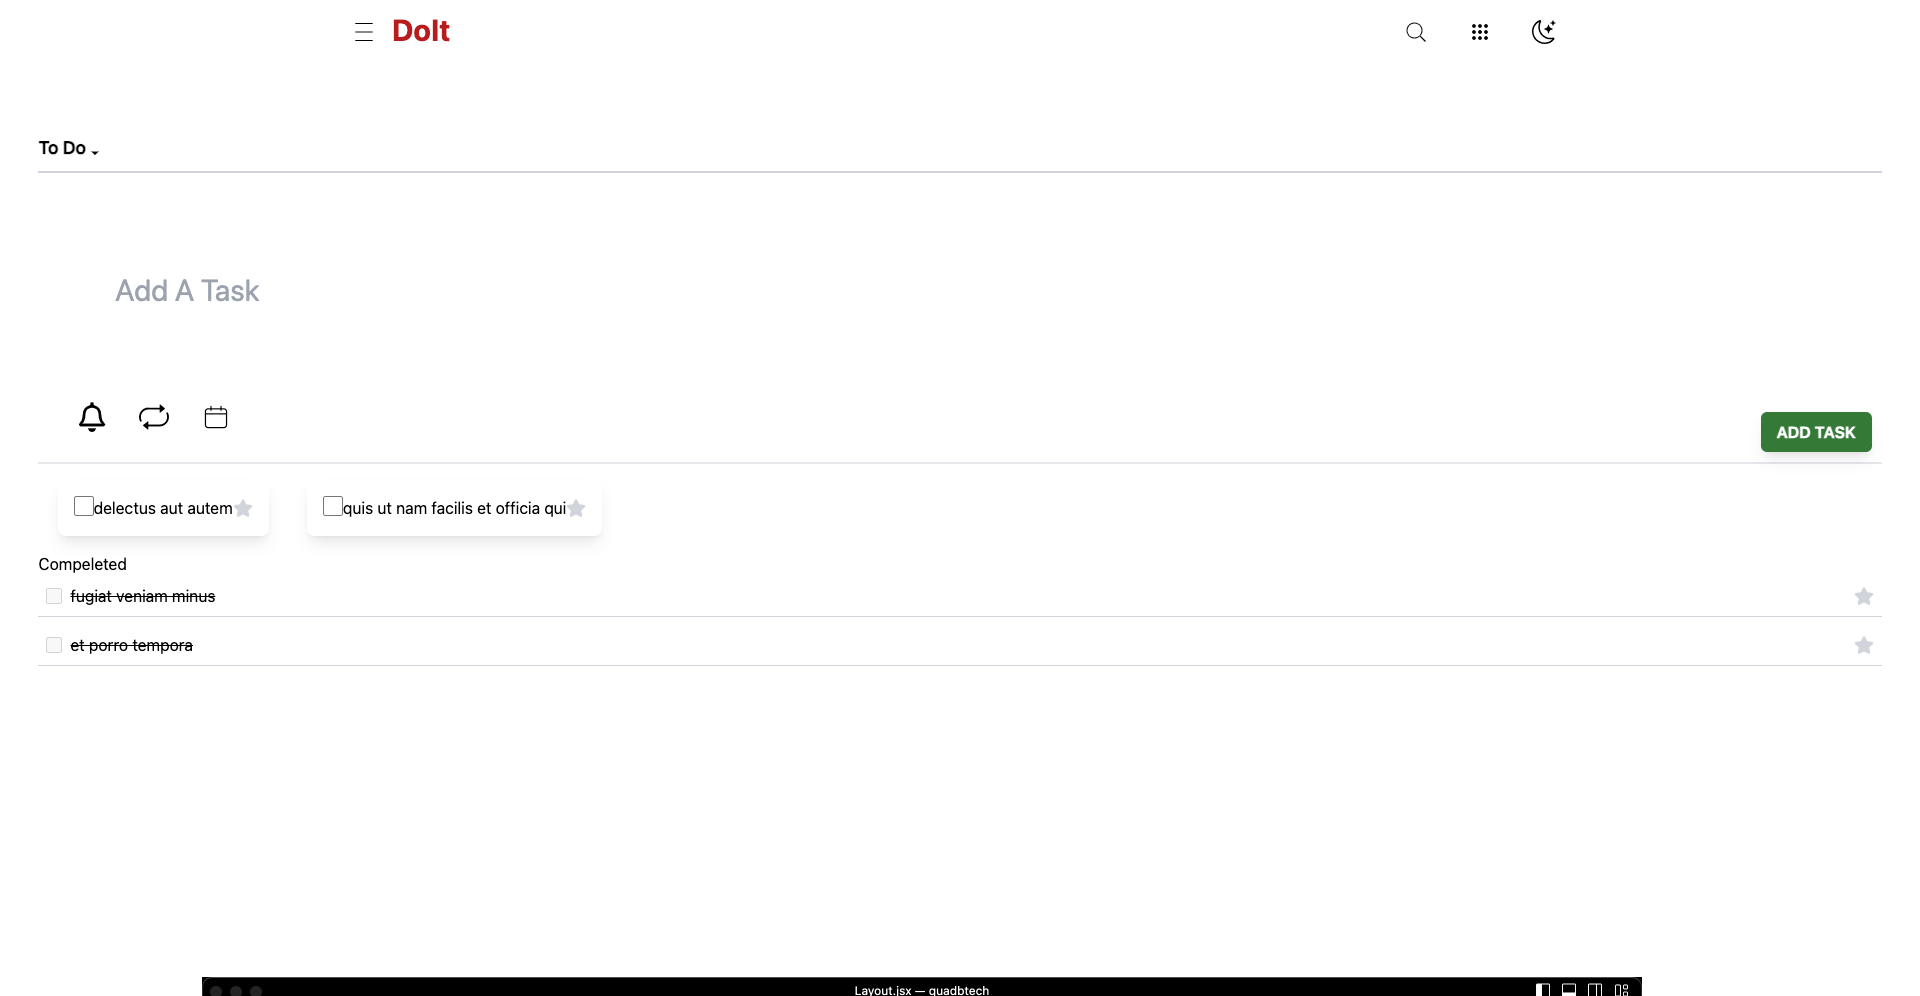 DoIt
To Do
Add A Task
ADD TASK
delectus aut autem
quis ut nam facilis et officia qui
Compeleted
fugiat veniam minus
et porro tempora
Layout.jsx — quadbtech